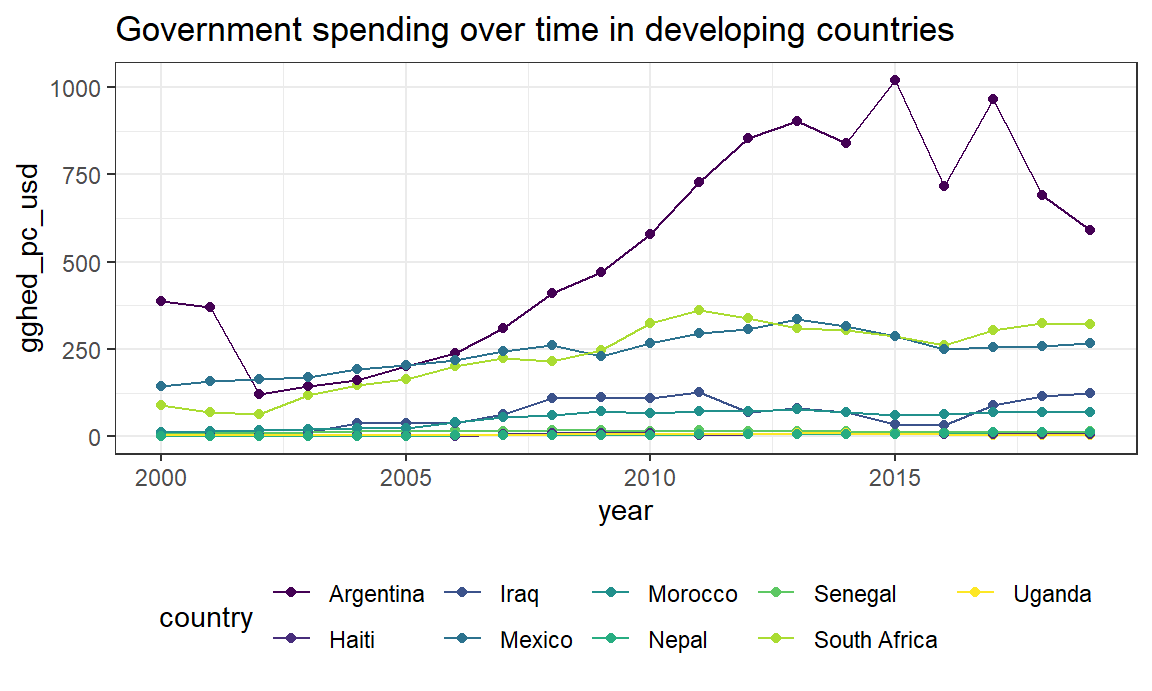 Government spending over time in developing countries
1000
750
500
250
0
gghed_pc_usd
2000 2005 2010 2015
year
country
Argentina Iraq Morocco Senegal Uganda
Haiti Mexico Nepal South Africa